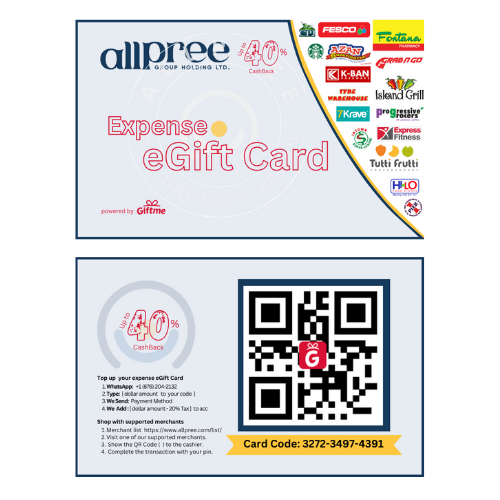 allpree
GROUP HOLDING LTD.
Up to 40%
CashBack
FESCO
Fontana
PHARMACY
AZAN
GRAB N GO
K-BAN
TYRE WAREHOUSE
Island Grill
7Krave
progressive grocers
Express Fitness
Tutti Frutti
HI-LO
Expense
eGift Card
powered by Giftme
Up to 40%
CashBack
Top up your expense eGift Card
1. WhatsApp: +1 (876) 204-2132
2. Type: [ dollar amount to your code ]
3. We Send: Payment Method
4. We Add : [ dollar amount - 20% Tax ] to acc
Shop with supported merchants
1. Merchant list https://www.allpree.com/list/
2. Visit one of our supported merchants.
3. Show the QR Code ( ) to the cashier.
4. Complete the transaction with your pin.
G
Card Code: 3272-3497-4391